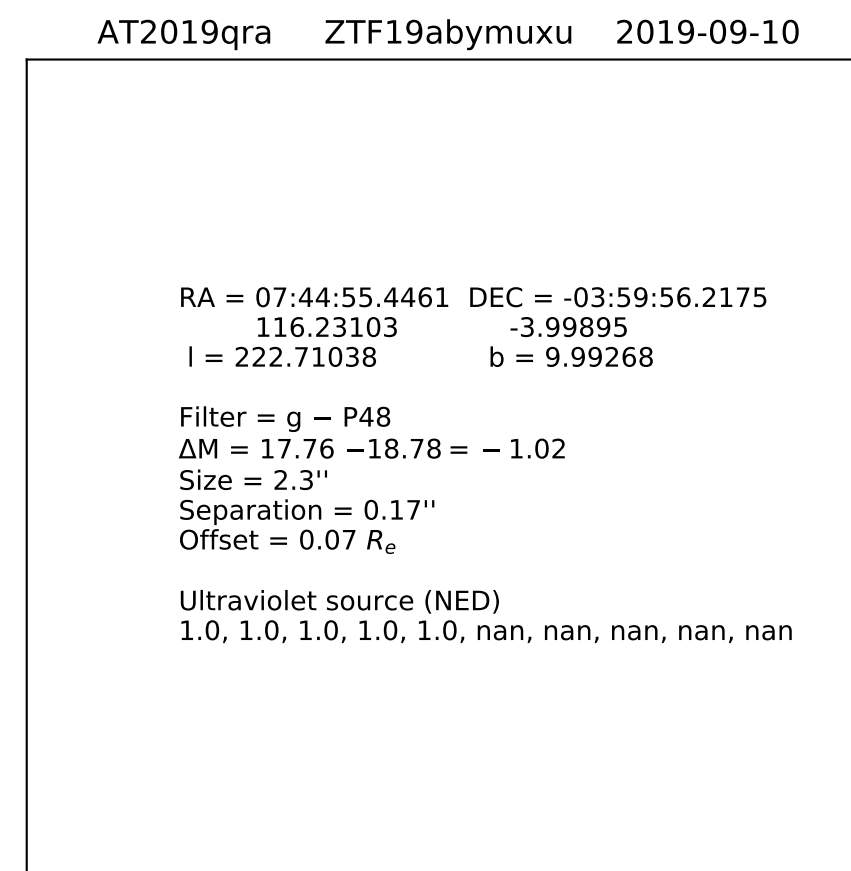 AT2019qra ZTF19abymuxu 2019-09-10
RA = 07:44:55.4461 DEC = -03:59:56.2175
116.23103 -3.99895
l = 222.71038 b = 9.99268
Filter = g − P48
ΔM = 17.76 −18.78 = − 1.02
Size = 2.3''
Separation = 0.17''
Offset = 0.07 Rₑ
Ultraviolet source (NED)
1.0, 1.0, 1.0, 1.0, 1.0, nan, nan, nan, nan, nan